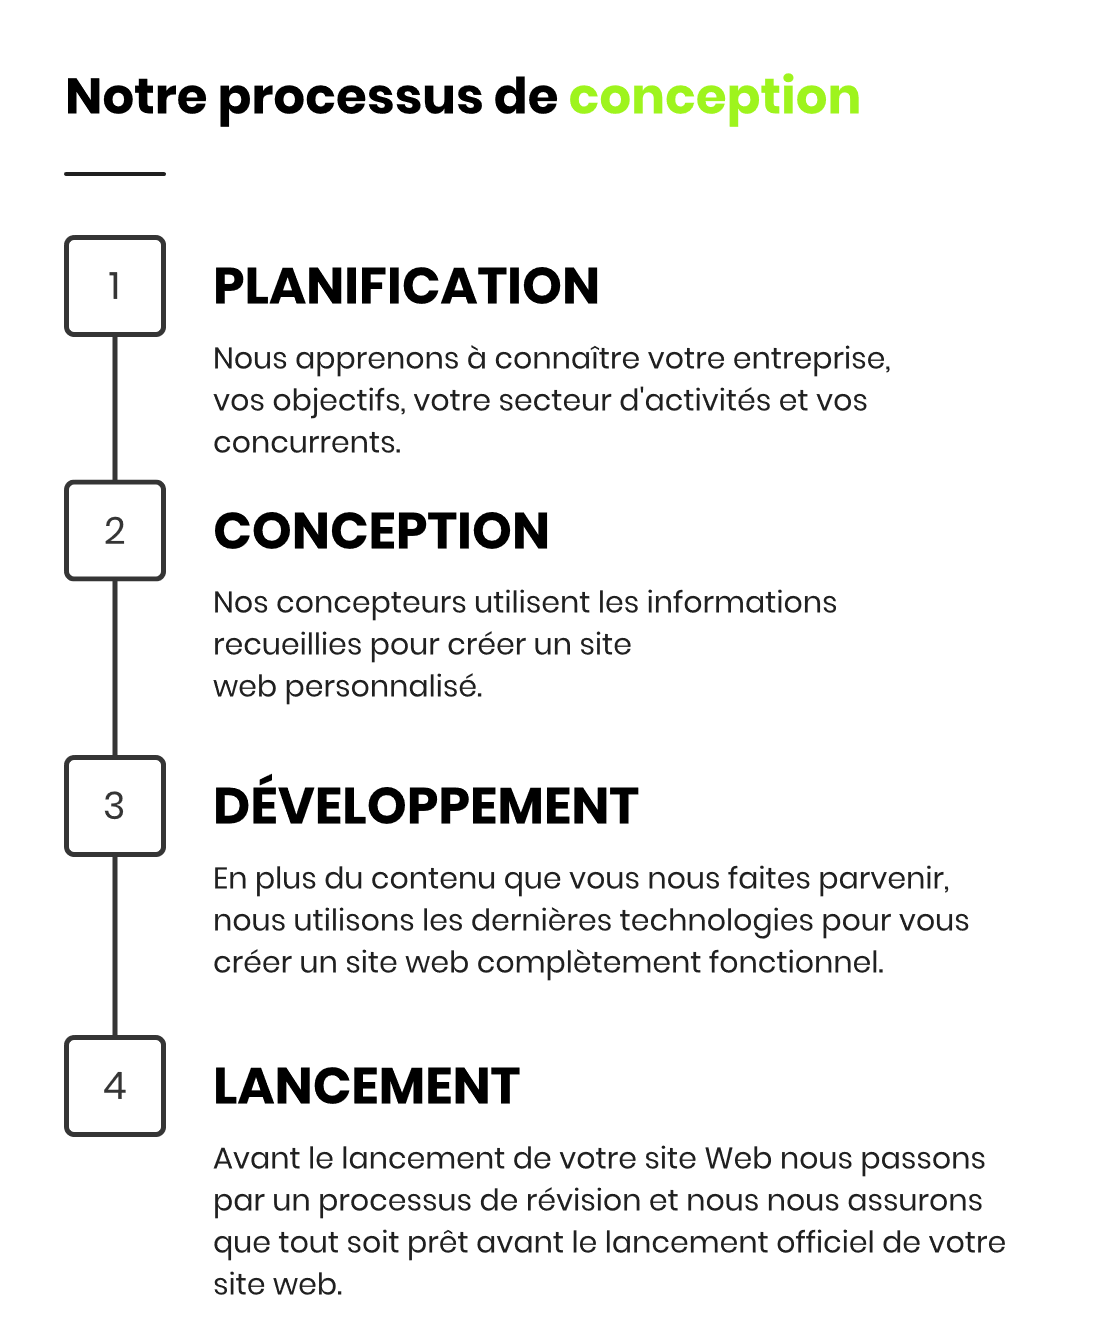 Notre processus de conception
1
PLANIFICATION
Nous apprenons à connaître votre entreprise,
vos objectifs, votre secteur d'activités et vos
concurrents.
2
CONCEPTION
Nos concepteurs utilisent les informations
recueillies pour créer un site
web personnalisé.
3
DÉVELOPPEMENT
En plus du contenu que vous nous faites parvenir,
nous utilisons les dernières technologies pour vous
créer un site web complètement fonctionnel.
4
LANCEMENT
Avant le lancement de votre site Web nous passons
par un processus de révision et nous nous assurons
que tout soit prêt avant le lancement officiel de votre
site web.